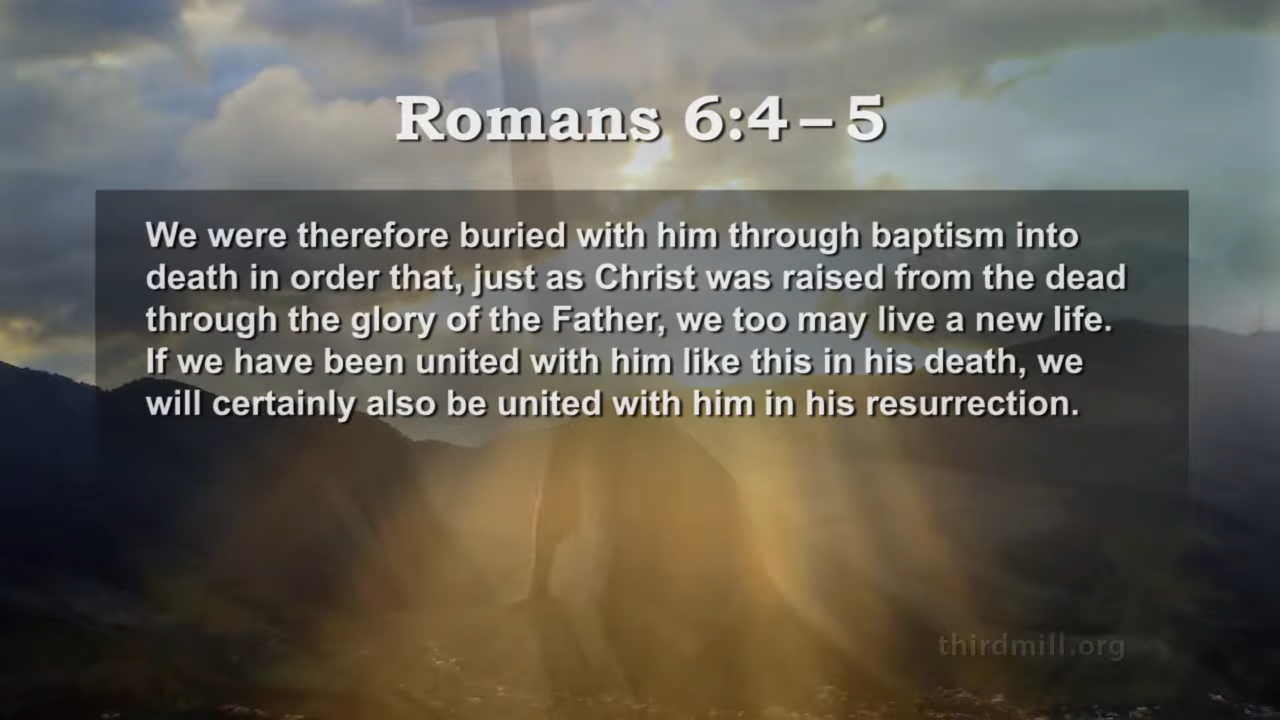 Romans 6:4–5
We were therefore buried with him through baptism into
death in order that, just as Christ was raised from the dead
through the glory of the Father, we too may live a new life.
If we have been united with him like this in his death, we
will certainly also be united with him in his resurrection.
thirdmill.org